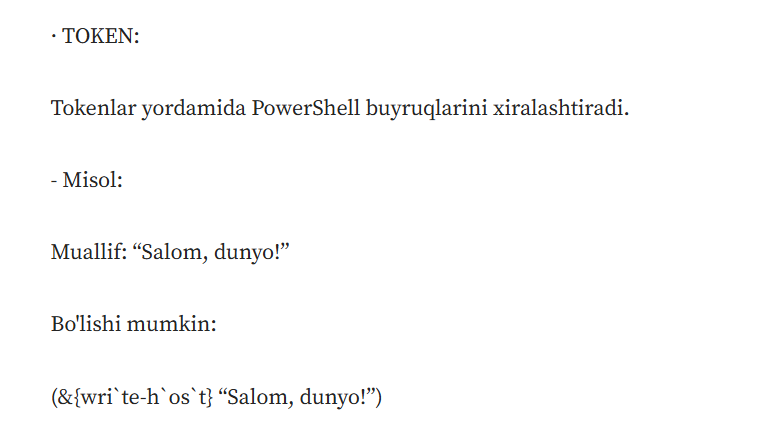 · TOKEN:
Tokenlar yordamida PowerShell buyruqlarini xiralashtiradi.
- Misol:
Muallif: “Salom, dunyo!”
Bo'lishi mumkin:
(&{wri`te-h`os`t} “Salom, dunyo!”)